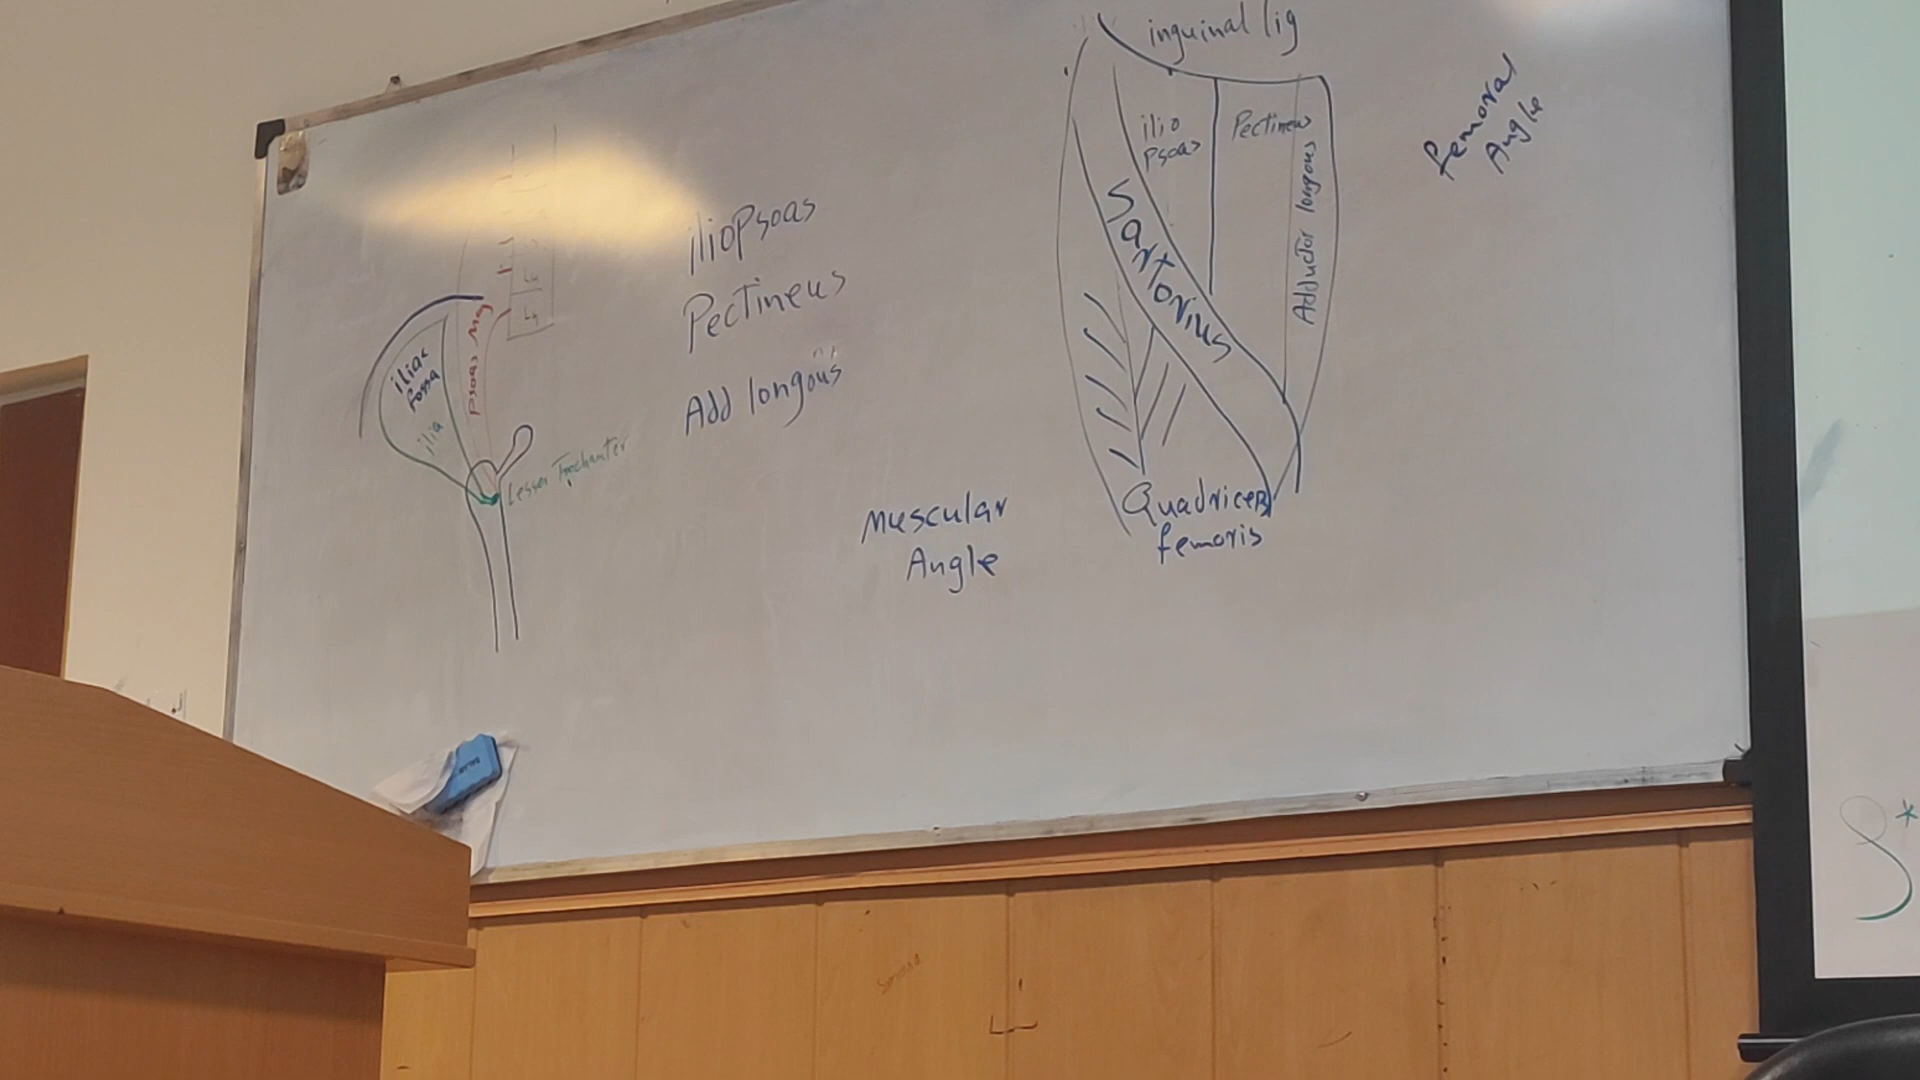 inguinal lig
femoral
Angle
ilio
psoas
Pectineus
Adductor longous
Sartorius
Quadriceps
femoris
Muscular
Angle
iliopsoas
Pectineus
Add longous
L4
iliac
fossa
ilia
Psoas Mg
Lesser Trochanter